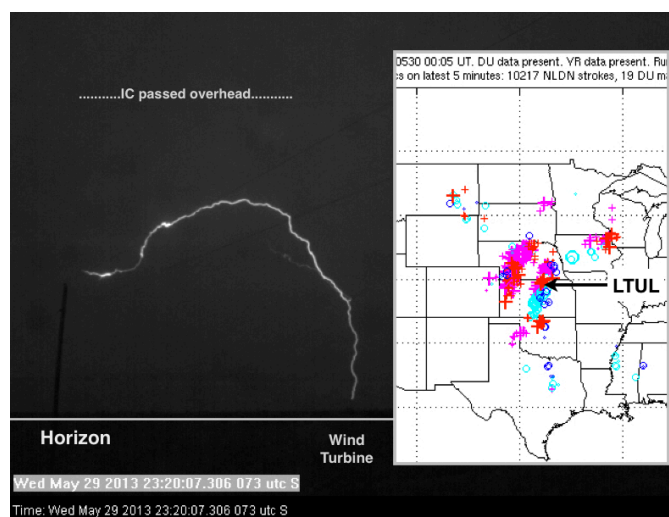 ...........IC passed overhead...........
0530 00:05 UT. DU data present. YR data present. Ru
s on latest 5 minutes: 10217 NLDN strokes, 19 DU m
LTUL
Horizon
Wind
Turbine
Wed May 29 2013 23:20:07.306 073 utc S
Time: Wed May 29 2013 23:20:07.306 073 utc S